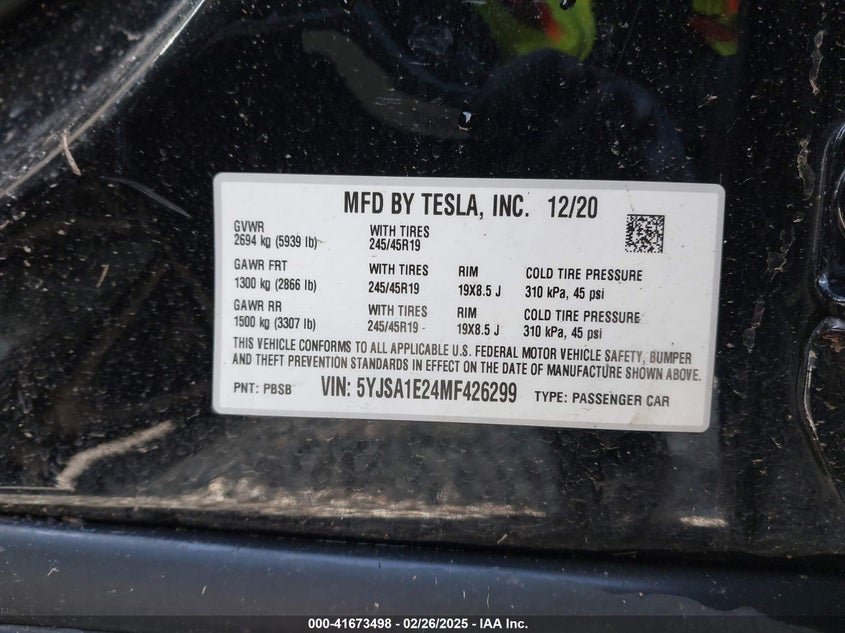 MFD BY TESLA, INC. 12/20
GVWR
2694 kg (5939 lb)
WITH TIRES
245/45R19
GAWR FRT
1300 kg (2866 lb)
WITH TIRES
245/45R19
RIM
19X8.5 J
COLD TIRE PRESSURE
310 kPa, 45 psi
GAWR RR
1500 kg (3307 lb)
WITH TIRES
245/45R19
RIM
19X8.5 J
COLD TIRE PRESSURE
310 kPa, 45 psi
THIS VEHICLE CONFORMS TO ALL APPLICABLE U.S. FEDERAL MOTOR VEHICLE SAFETY, BUMPER
AND THEFT PREVENTION STANDARDS IN EFFECT ON THE DATE OF MANUFACTURE SHOWN ABOVE.
PNT: PBSB VIN: 5YJSA1E24MF426299 TYPE: PASSENGER CAR
000-41673498 - 02/26/2025 - IAA Inc.